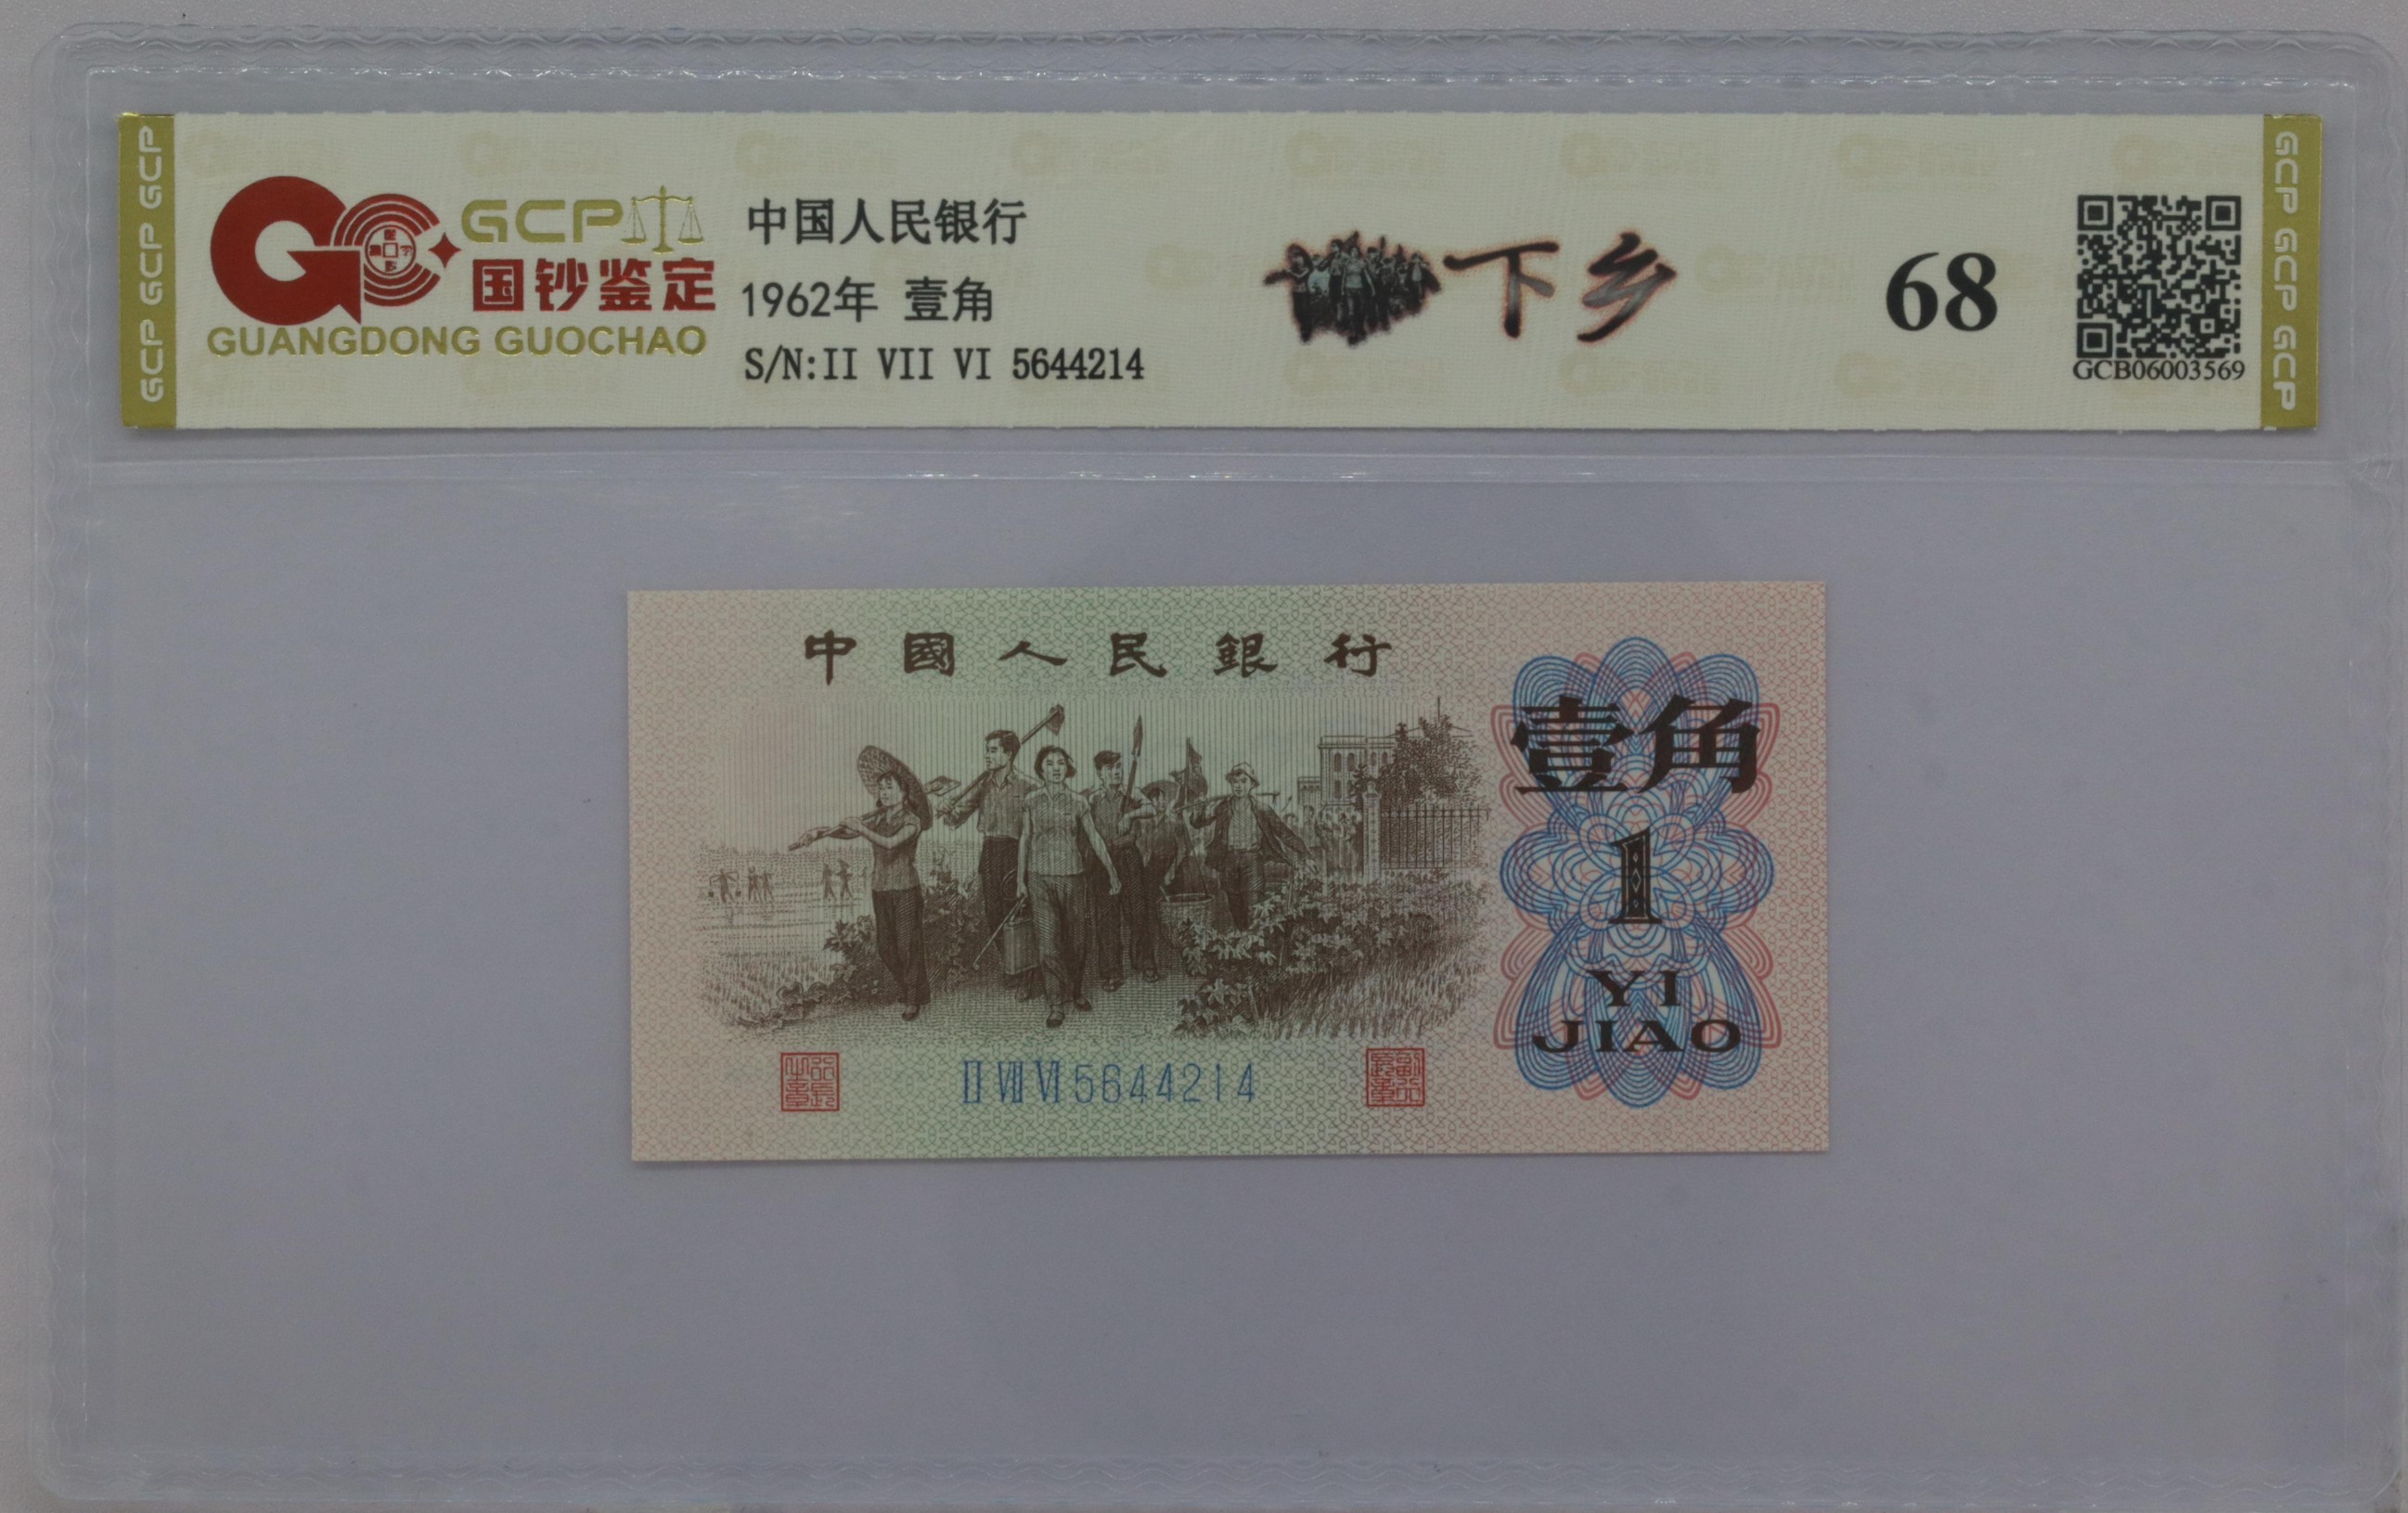 GCP GCP GCP
GCP
国钞鉴定
GUANGDONG GUOCHAO
中国人民银行
1962年 壹角
S/N:II VII VI 5644214
下乡
68
GCB06003569
GCP GCP GCP
中國人民銀行
壹角
1
YI
JIAO
II VII VI 5644214